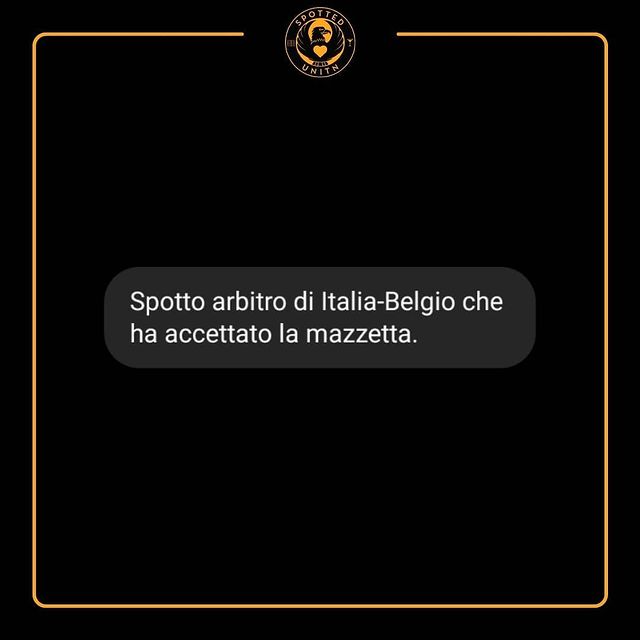 SPOTTED
UNITN
Spotto arbitro di Italia-Belgio che
ha accettato la mazzetta.